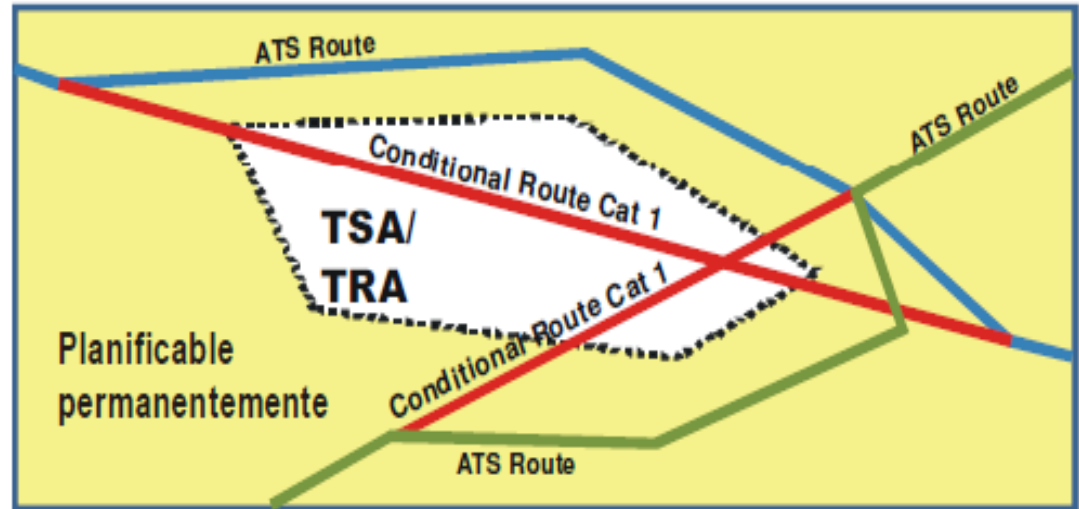 ATS Route
ATS Route
Conditional Route Cat 1
TSA/
TRA
Conditional Route Cat 1
Planificable
permanentemente
ATS Route